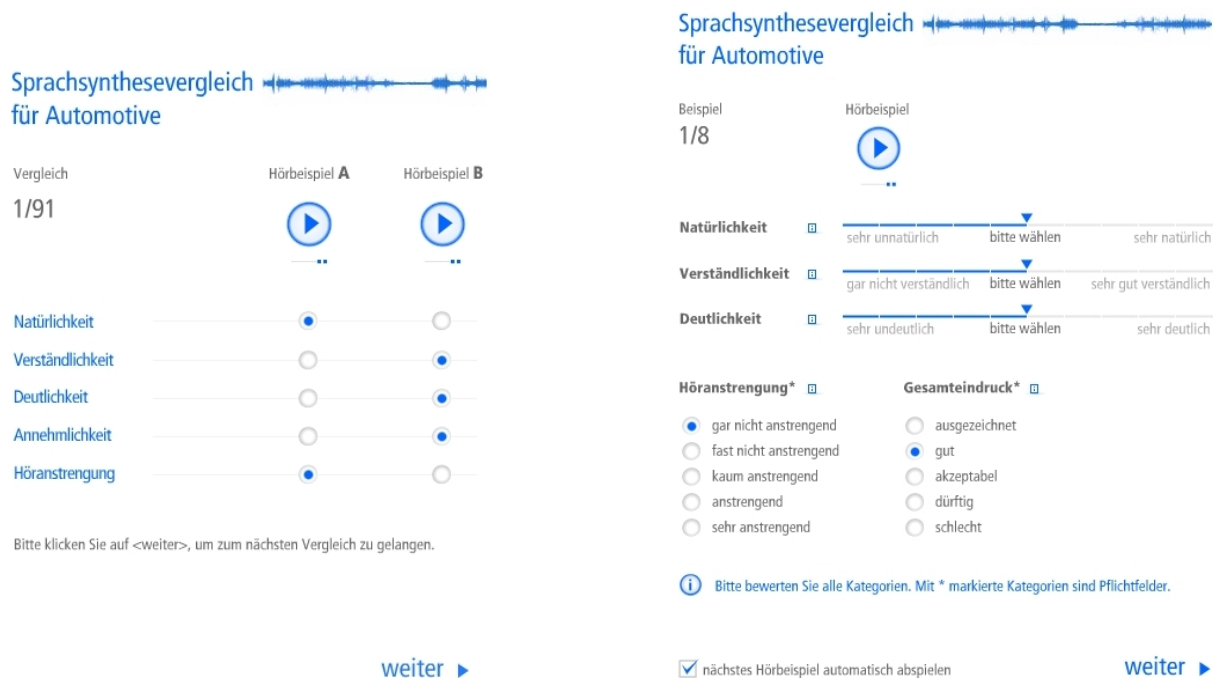 Sprachsynthesevergleich
für Automotive
Vergleich
1/91
Hörbeispiel A
Hörbeispiel B
Natürlichkeit
Verständlichkeit
Deutlichkeit
Annehmlichkeit
Höranstrengung
Bitte klicken Sie auf <weiter>, um zum nächsten Vergleich zu gelangen.
weiter
Sprachsynthesevergleich
für Automotive
Beispiel
1/8
Hörbeispiel
Natürlichkeit
sehr unnatürlich bitte wählen sehr natürlich
Verständlichkeit
gar nicht verständlich bitte wählen sehr gut verständlich
Deutlichkeit
sehr undeutlich bitte wählen sehr deutlich
Höranstrengung*
gar nicht anstrengend
fast nicht anstrengend
kaum anstrengend
anstrengend
sehr anstrengend
Gesamteindruck*
ausgezeichnet
gut
akzeptabel
dürftig
schlecht
Bitte bewerten Sie alle Kategorien. Mit * markierte Kategorien sind Pflichtfelder.
nächstes Hörbeispiel automatisch abspielen
weiter